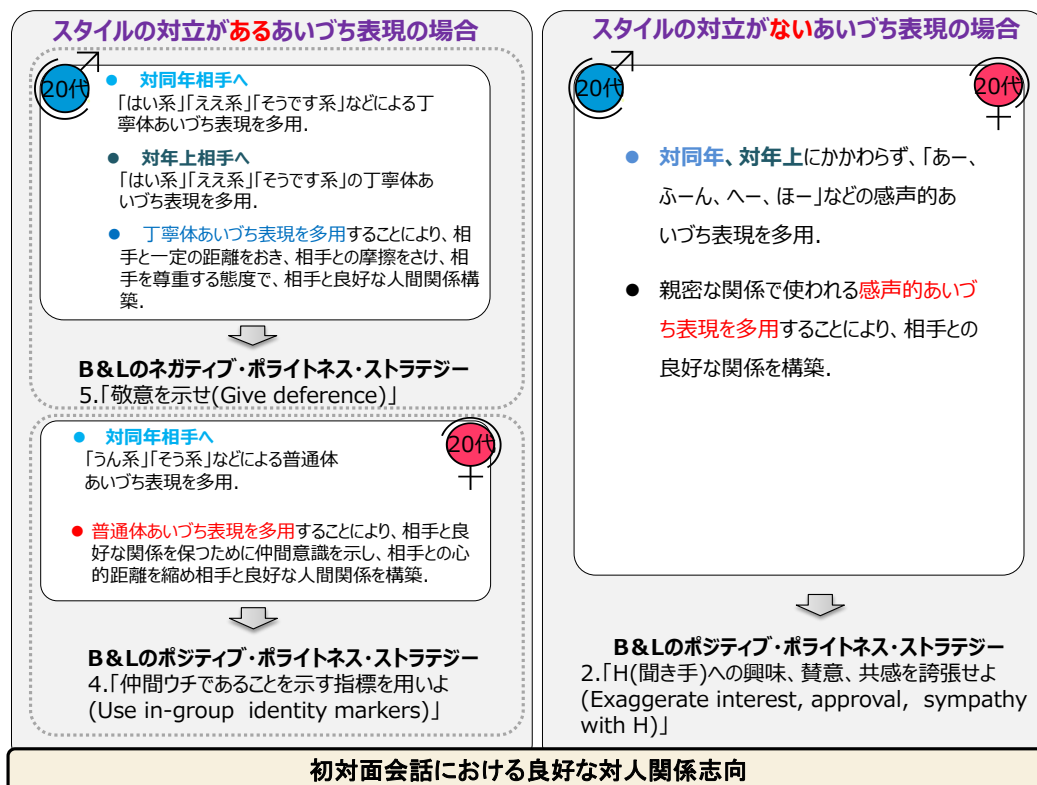 スタイルの対立があるあいづち表現の場合
20代
● 対同年相手へ
「はい系」「ええ系」「そうです系」などによる丁
寧体あいづち表現を多用.
● 対年上相手へ
「はい系」「ええ系」「そうです系」の丁寧体あ
いづち表現を多用.
● 丁寧体あいづち表現を多用することにより、相
手と一定の距離をおき、相手との摩擦をさけ、相
手を尊重する態度で、相手と良好な人間関係構
築.
B&Lのネガティブ・ポライトネス・ストラテジー
5.「敬意を示せ(Give deference)」
● 対同年相手へ
20代
「うん系」「そう系」などによる普通体
あいづち表現を多用.
● 普通体あいづち表現を多用することにより、相手と良
好な関係を保つために仲間意識を示し、相手との心
的距離を縮め相手と良好な人間関係を構築.
B&Lのポジティブ・ポライトネス・ストラテジー
4.「仲間ウチであることを示す指標を用いよ
(Use in-group identity markers)」
スタイルの対立がないあいづち表現の場合
20代
20代
● 対同年、対年上にかかわらず、「あー、
ふーん、へー、ほー」などの感声的あ
いづち表現を多用.
● 親密な関係で使われる感声的あいづ
ち表現を多用することにより、相手との
良好な関係を構築.
B&Lのポジティブ・ポライトネス・ストラテジー
2.「H(聞き手)への興味、賛意、共感を誇張せよ
(Exaggerate interest, approval, sympathy
with H)」
初対面会話における良好な対人関係志向